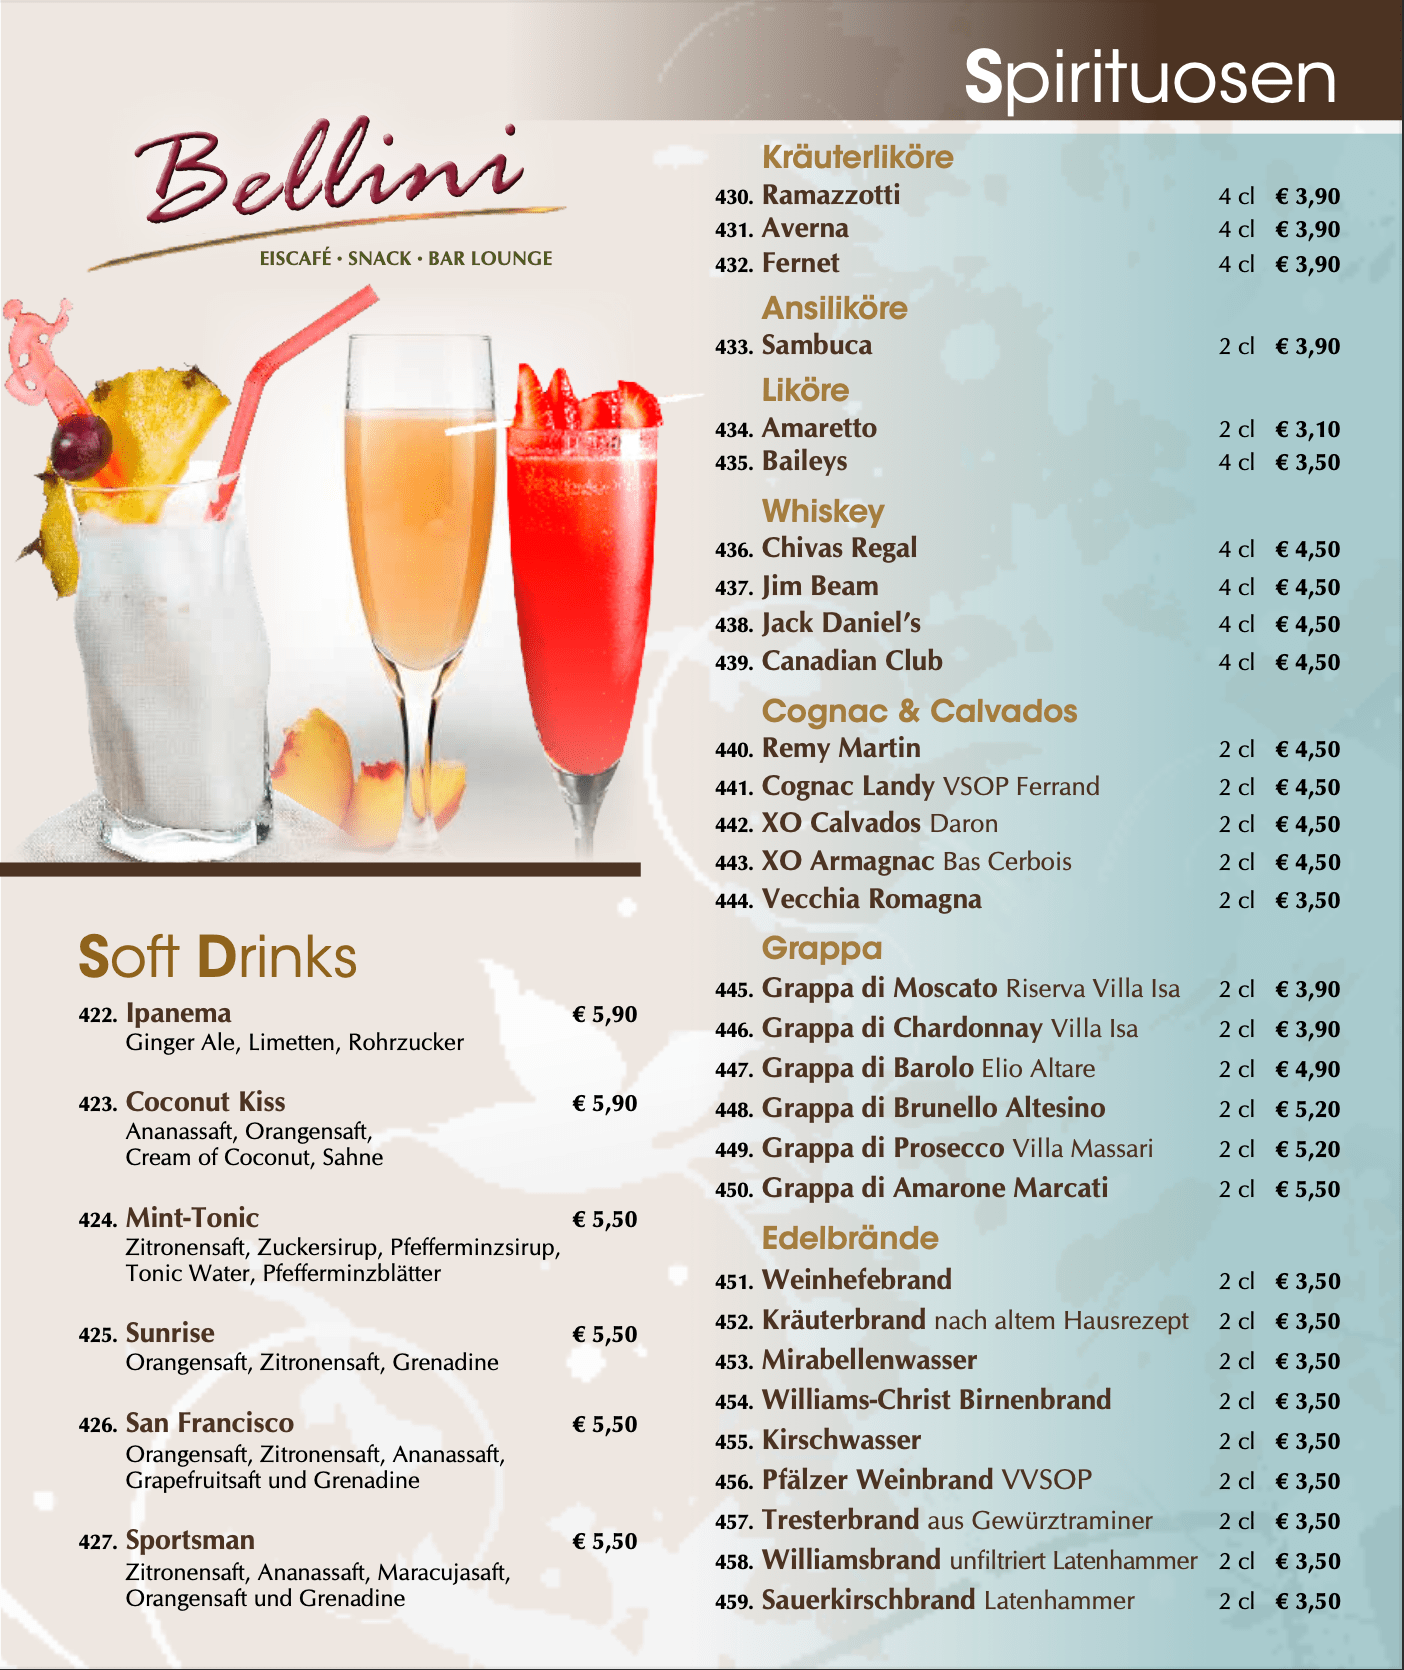 Bellini
EISCAFÉ • SNACK • BAR LOUNGE
Soft Drinks
422. Ipanema € 5,90
Ginger Ale, Limetten, Rohrzucker
423. Coconut Kiss € 5,90
Ananassaft, Orangensaft,
Cream of Coconut, Sahne
424. Mint-Tonic € 5,50
Zitronensaft, Zuckersirup, Pfefferminzsirup,
Tonic Water, Pfefferminzblätter
425. Sunrise € 5,50
Orangensaft, Zitronensaft, Grenadine
426. San Francisco € 5,50
Orangensaft, Zitronensaft, Ananassaft,
Grapefruitsaft und Grenadine
427. Sportsman € 5,50
Zitronensaft, Ananassaft, Maracujasaft,
Orangensaft und Grenadine
Spirituosen
Kräuterliköre
430. Ramazzotti 4 cl € 3,90
431. Averna 4 cl € 3,90
432. Fernet 4 cl € 3,90
Ansiliköre
433. Sambuca 2 cl € 3,90
Liköre
434. Amaretto 2 cl € 3,10
435. Baileys 4 cl € 3,50
Whiskey
436. Chivas Regal 4 cl € 4,50
437. Jim Beam 4 cl € 4,50
438. Jack Daniel's 4 cl € 4,50
439. Canadian Club 4 cl € 4,50
Cognac & Calvados
440. Remy Martin 2 cl € 4,50
441. Cognac Landy VSOP Ferrand 2 cl € 4,50
442. XO Calvados Daron 2 cl € 4,50
443. XO Armagnac Bas Cerbois 2 cl € 4,50
444. Vecchia Romagna 2 cl € 3,50
Grappa
445. Grappa di Moscato Riserva Villa Isa 2 cl € 3,90
446. Grappa di Chardonnay Villa Isa 2 cl € 3,90
447. Grappa di Barolo Elio Altare 2 cl € 4,90
448. Grappa di Brunello Altesino 2 cl € 5,20
449. Grappa di Prosecco Villa Massari 2 cl € 5,20
450. Grappa di Amarone Marcati 2 cl € 5,50
Edelbrände
451. Weinhefebrand 2 cl € 3,50
452. Kräuterbrand nach altem Hausrezept 2 cl € 3,50
453. Mirabellenwasser 2 cl € 3,50
454. Williams-Christ Birnenbrand 2 cl € 3,50
455. Kirschwasser 2 cl € 3,50
456. Pfälzer Weinbrand VVSOP 2 cl € 3,50
457. Tresterbrand aus Gewürztraminer 2 cl € 3,50
458. Williamsbrand unfiltriert Latenhammer 2 cl € 3,50
459. Sauerkirschbrand Latenhammer 2 cl € 3,50